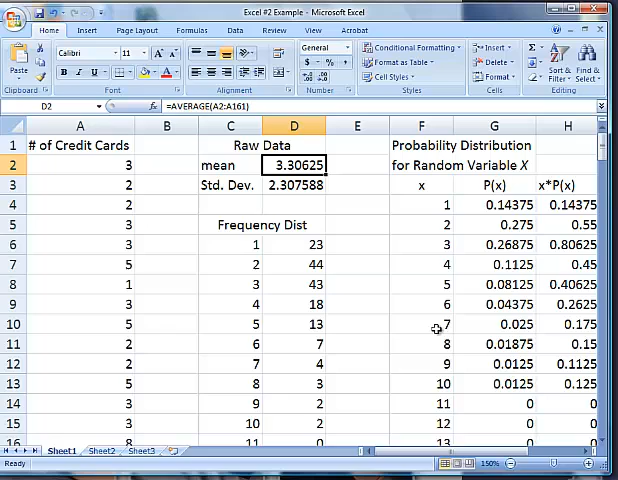 Excel #2 Example - Microsoft Excel
Home Insert Page Layout Formulas Data Review View Acrobat
Paste
Calibri 11
General
Conditional Formatting
Format as Table
Cell Styles
Insert
Delete
Format
Sort & Filter
Find & Select
Clipboard Font Alignment Number Styles Cells Editing
D2 fx =AVERAGE(A2:A161)
A B C D E F G H
1 # of Credit Cards Raw Data Probability Distribution
2 3 mean 3.30625 for Random Variable X
3 2 Std. Dev. 2.307588 x P(x) x*P(x)
4 2 1 0.14375 0.14375
5 3 Frequency Dist 2 0.275 0.55
6 3 1 23 3 0.26875 0.80625
7 5 2 44 4 0.1125 0.45
8 1 3 43 5 0.08125 0.40625
9 3 4 18 6 0.04375 0.2625
10 5 5 13 7 0.025 0.175
11 2 6 7 8 0.01875 0.15
12 2 7 4 9 0.0125 0.1125
13 5 8 3 10 0.0125 0.125
14 3 9 2 11 0 0
15 3 10 2 12 0 0
16 8 11 0 13 0 0
Sheet1 Sheet2 Sheet3
Ready 150%